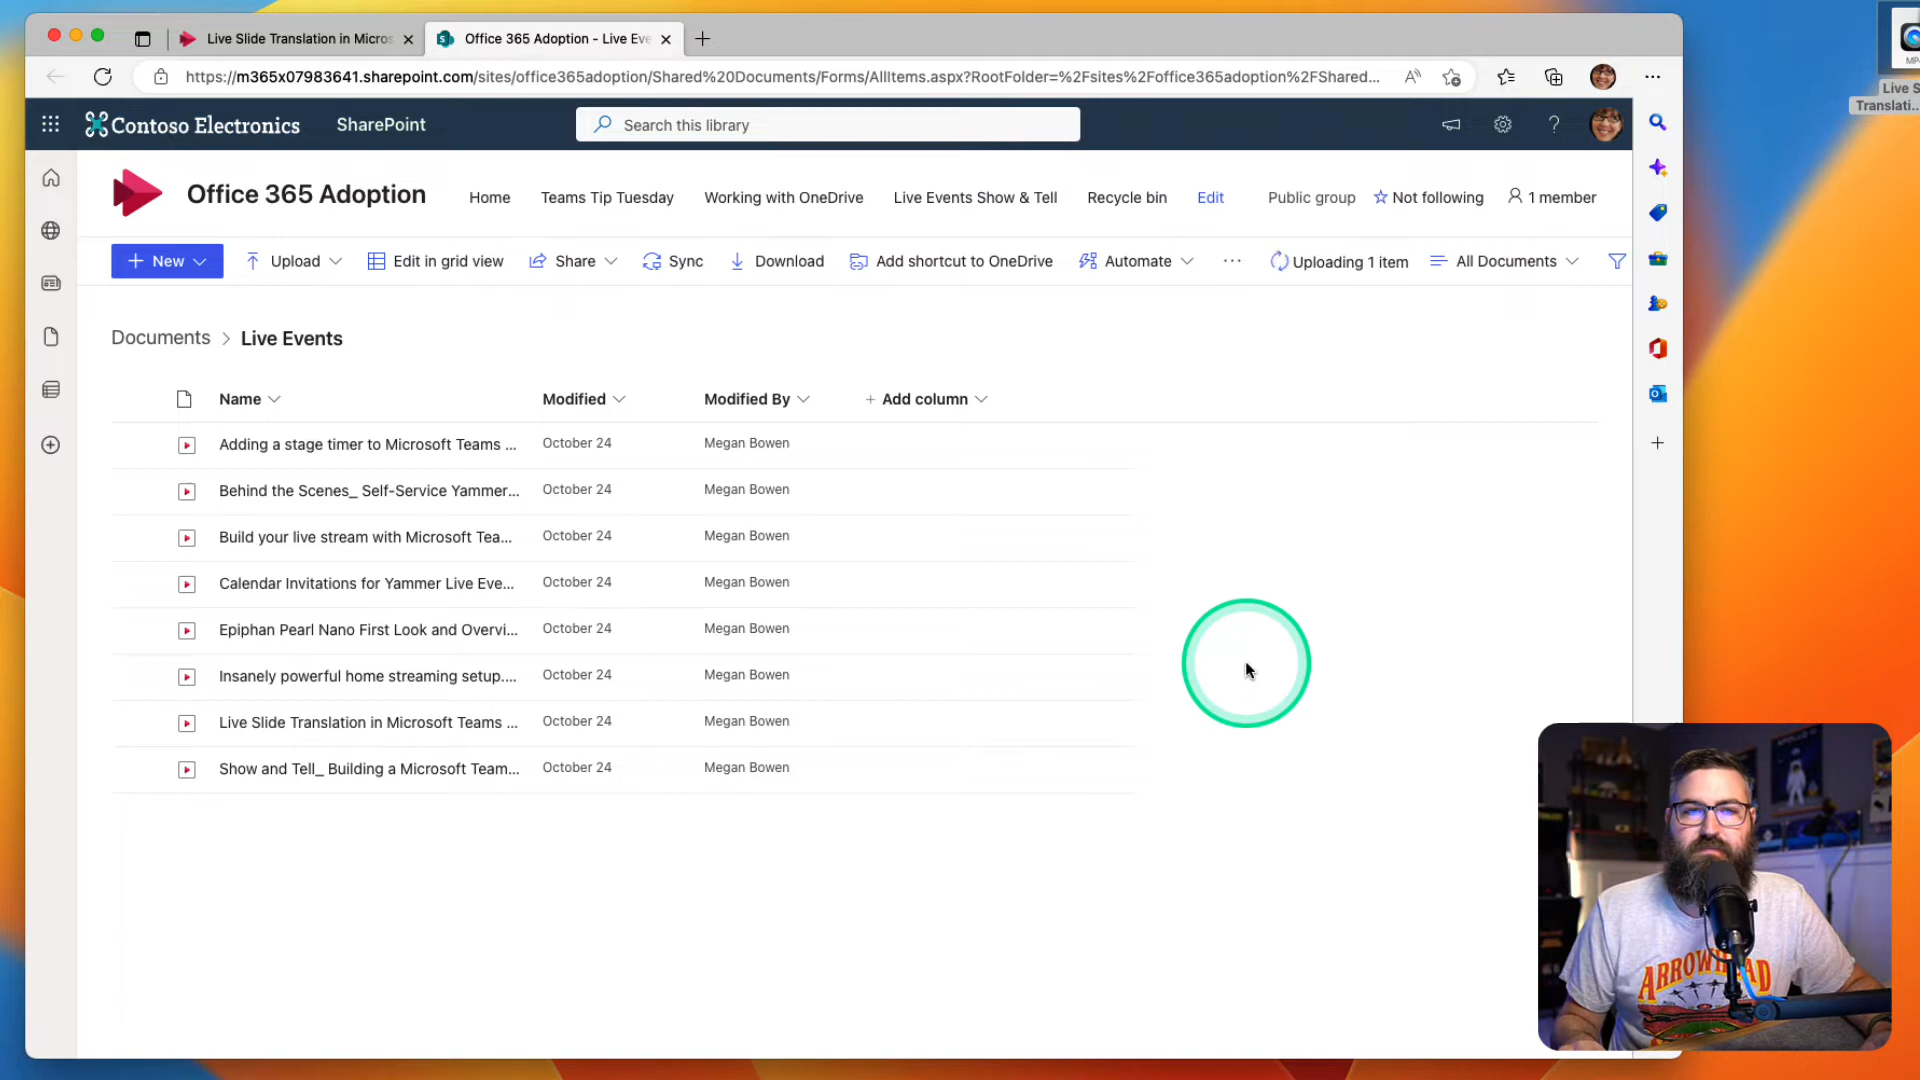 Live Slide Translation in Micros
Office 365 Adoption - Live Eve
https://m365x07983641.sharepoint.com/sites/office365adoption/Shared%20Documents/Forms/AllItems.aspx?RootFolder=%2Fsites%2Foffice365adoption%2FShared...
Contoso Electronics
SharePoint
Search this library
Office 365 Adoption
Home
Teams Tip Tuesday
Working with OneDrive
Live Events Show & Tell
Recycle bin
Edit
Public group
Not following
1 member
New
Upload
Edit in grid view
Share
Sync
Download
Add shortcut to OneDrive
Automate
Uploading 1 item
All Documents
Documents > Live Events
Name
Modified
Modified By
+ Add column
Adding a stage timer to Microsoft Teams ... October 24 Megan Bowen
Behind the Scenes_ Self-Service Yammer... October 24 Megan Bowen
Build your live stream with Microsoft Tea... October 24 Megan Bowen
Calendar Invitations for Yammer Live Eve... October 24 Megan Bowen
Epiphan Pearl Nano First Look and Overvi... October 24 Megan Bowen
Insanely powerful home streaming setup.... October 24 Megan Bowen
Live Slide Translation in Microsoft Teams ... October 24 Megan Bowen
Show and Tell_ Building a Microsoft Team... October 24 Megan Bowen
Live S
Translati...
ARROWHEAD